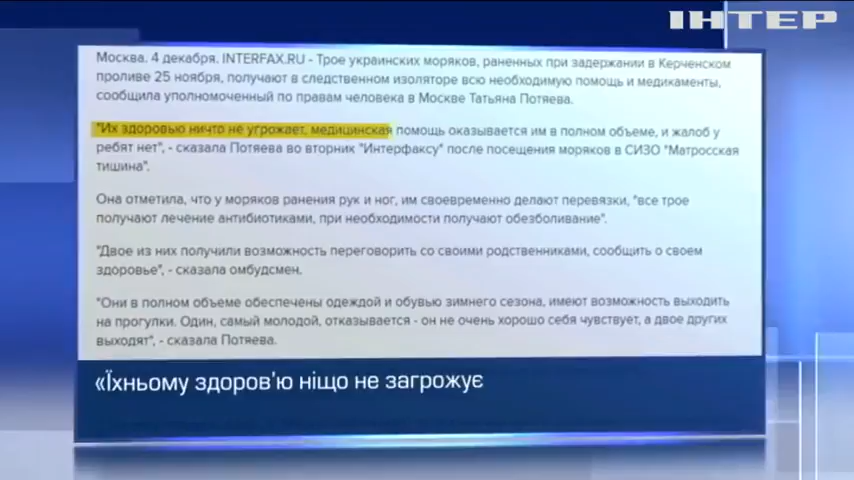 ІНТЕР
Москва. 4 декабря. INTERFAX.RU - Трое украинских моряков, раненных при задержании в Керченском
проливе 25 ноября, получают в следственном изоляторе всю необходимую помощь и медикаменты,
сообщила уполномоченный по правам человека в Москве Татьяна Потяева.
"Их здоровью ничто не угрожает, медицинская помощь оказывается им в полном объеме, и жалоб у
ребят нет", - сказала Потяева во вторник "Интерфаксу" после посещения моряков в СИЗО "Матросская
тишина".
Она отметила, что у моряков ранения рук и ног, им своевременно делают перевязки, "все трое
получают лечение антибиотиками, при необходимости получают обезболивание".
"Двое из них получили возможность переговорить со своими родственниками, сообщить о своем
здоровье", - сказала омбудсмен.
"Они в полном объеме обеспечены одеждой и обувью зимнего сезона, имеют возможность выходить
на прогулки. Один, самый молодой, отказывается - он не очень хорошо себя чувствует, а двое других
выходят", - сказала Потяева.
«Їхньому здоров'ю ніщо не загрожує